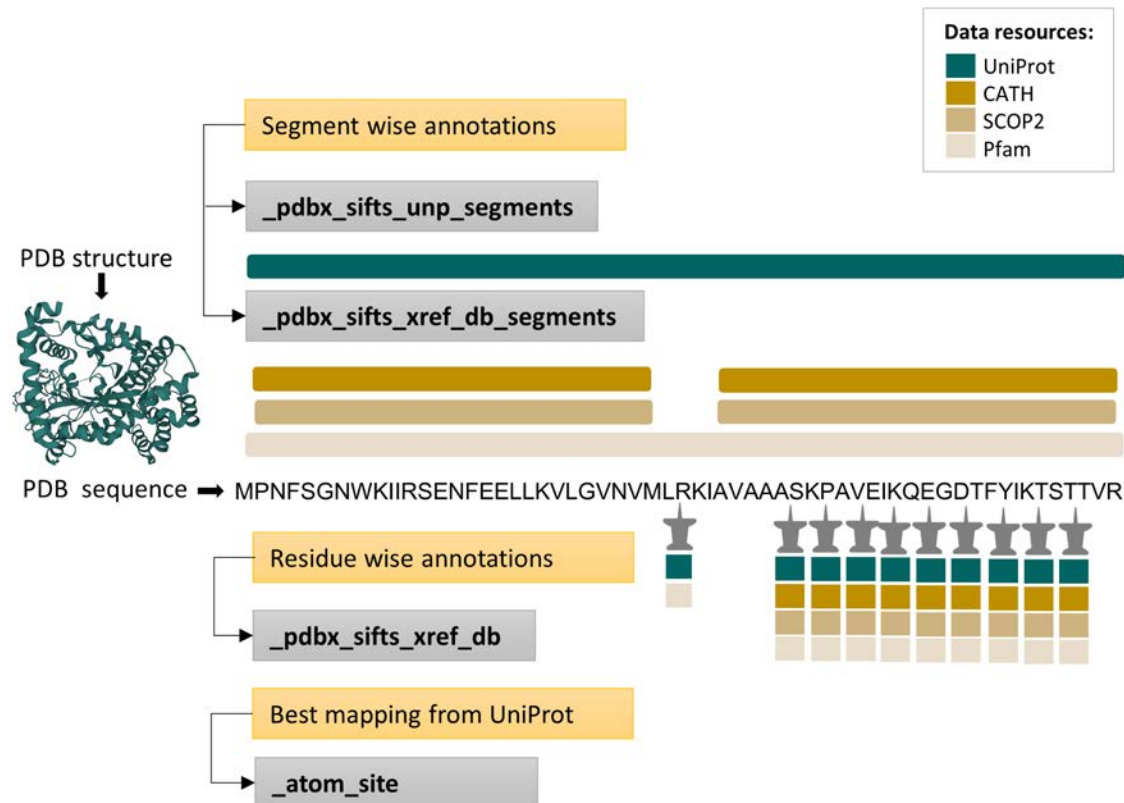 Data resources:
UniProt
CATH
SCOP2
Pfam
Segment wise annotations
_pdbx_sifts_unp_segments
PDB structure
_pdbx_sifts_xref_db_segments
PDB sequence
MPNFSGNWKIIRSENFEELLKVLGVNVMLRKIAVAAASKPAVEIKQEGDTFYIKTSTTVR
Residue wise annotations
_pdbx_sifts_xref_db
Best mapping from UniProt
_atom_site